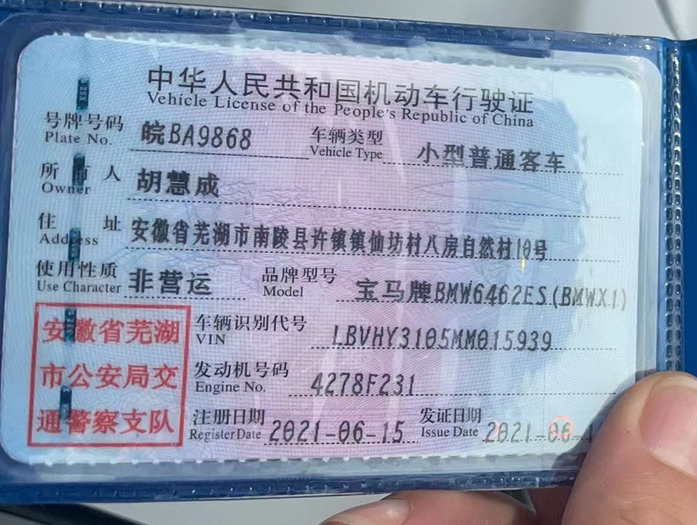 中华人民共和国机动车行驶证
Vehicle License of the People's Republic of China
号牌号码 皖BA9868 车辆类型 小型普通客车
Plate No. Vehicle Type
所 人 胡慧成
Owner
住 址 安徽省芜湖市南陵县许镇镇仙坊村八房自然村10号
Address
使用性质 非营运 品牌型号 宝马牌BMW6462ES(BMWX1)
Use Character Model
安徽省芜湖
市公安局交
通警察支队
车辆识别代号 LBVHY3105MM015939
VIN
发动机号码 4278F231
Engine No.
注册日期 2021-06-15 发证日期 2021-06-1
Register Date Issue Date